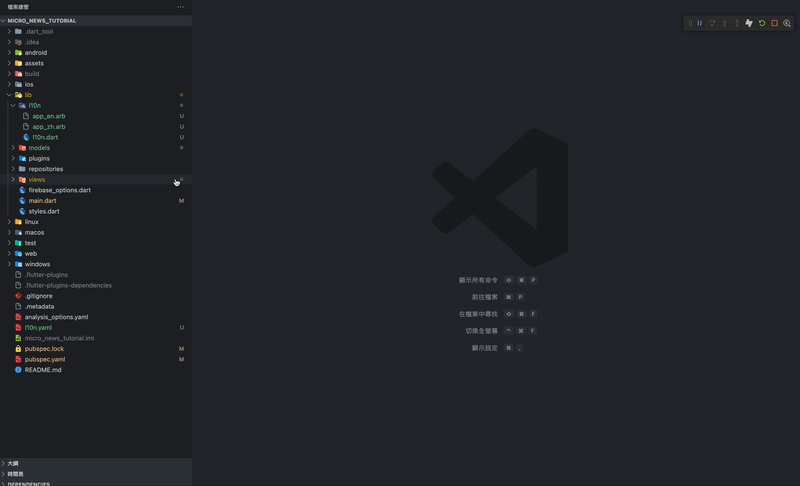 檔案總管
MICRO_NEWS_TUTORIAL
.dart_tool
.idea
android
assets
build
ios
lib
l10n
app_en.arb U
app_zh.arb U
l10n.dart U
models
plugins
repositories
views
firebase_options.dart
main.dart M
styles.dart
linux
macos
test
web
windows
.flutter-plugins
.flutter-plugins-dependencies
.gitignore
.metadata
analysis_options.yaml
l10n.yaml U
micro_news_tutorial.iml
pubspec.lock M
pubspec.yaml M
README.md
大綱
時間表
DEPENDENCIES
顯示所有命令 ⇧ ⌘ P
前往檔案 ⌘ P
在檔案中尋找 ⇧ ⌘ F
切換全螢幕 ^ ⌘ F
顯示設定 ⌘ ,